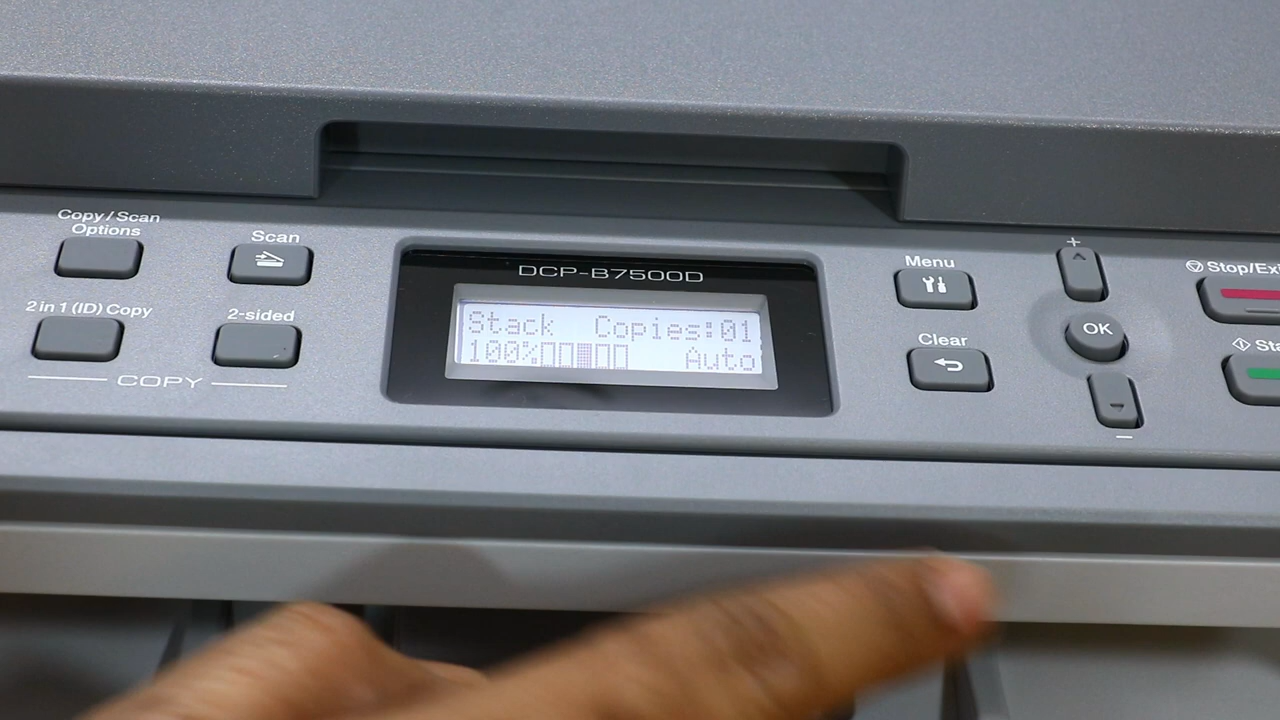 Copy / Scan
Options
Scan
2 in 1 (ID) Copy
2-sided
COPY
DCP-B7500D
Stack Copies:01
100% Auto
Menu
Clear
+
OK
−
Stop/Exi
Sta